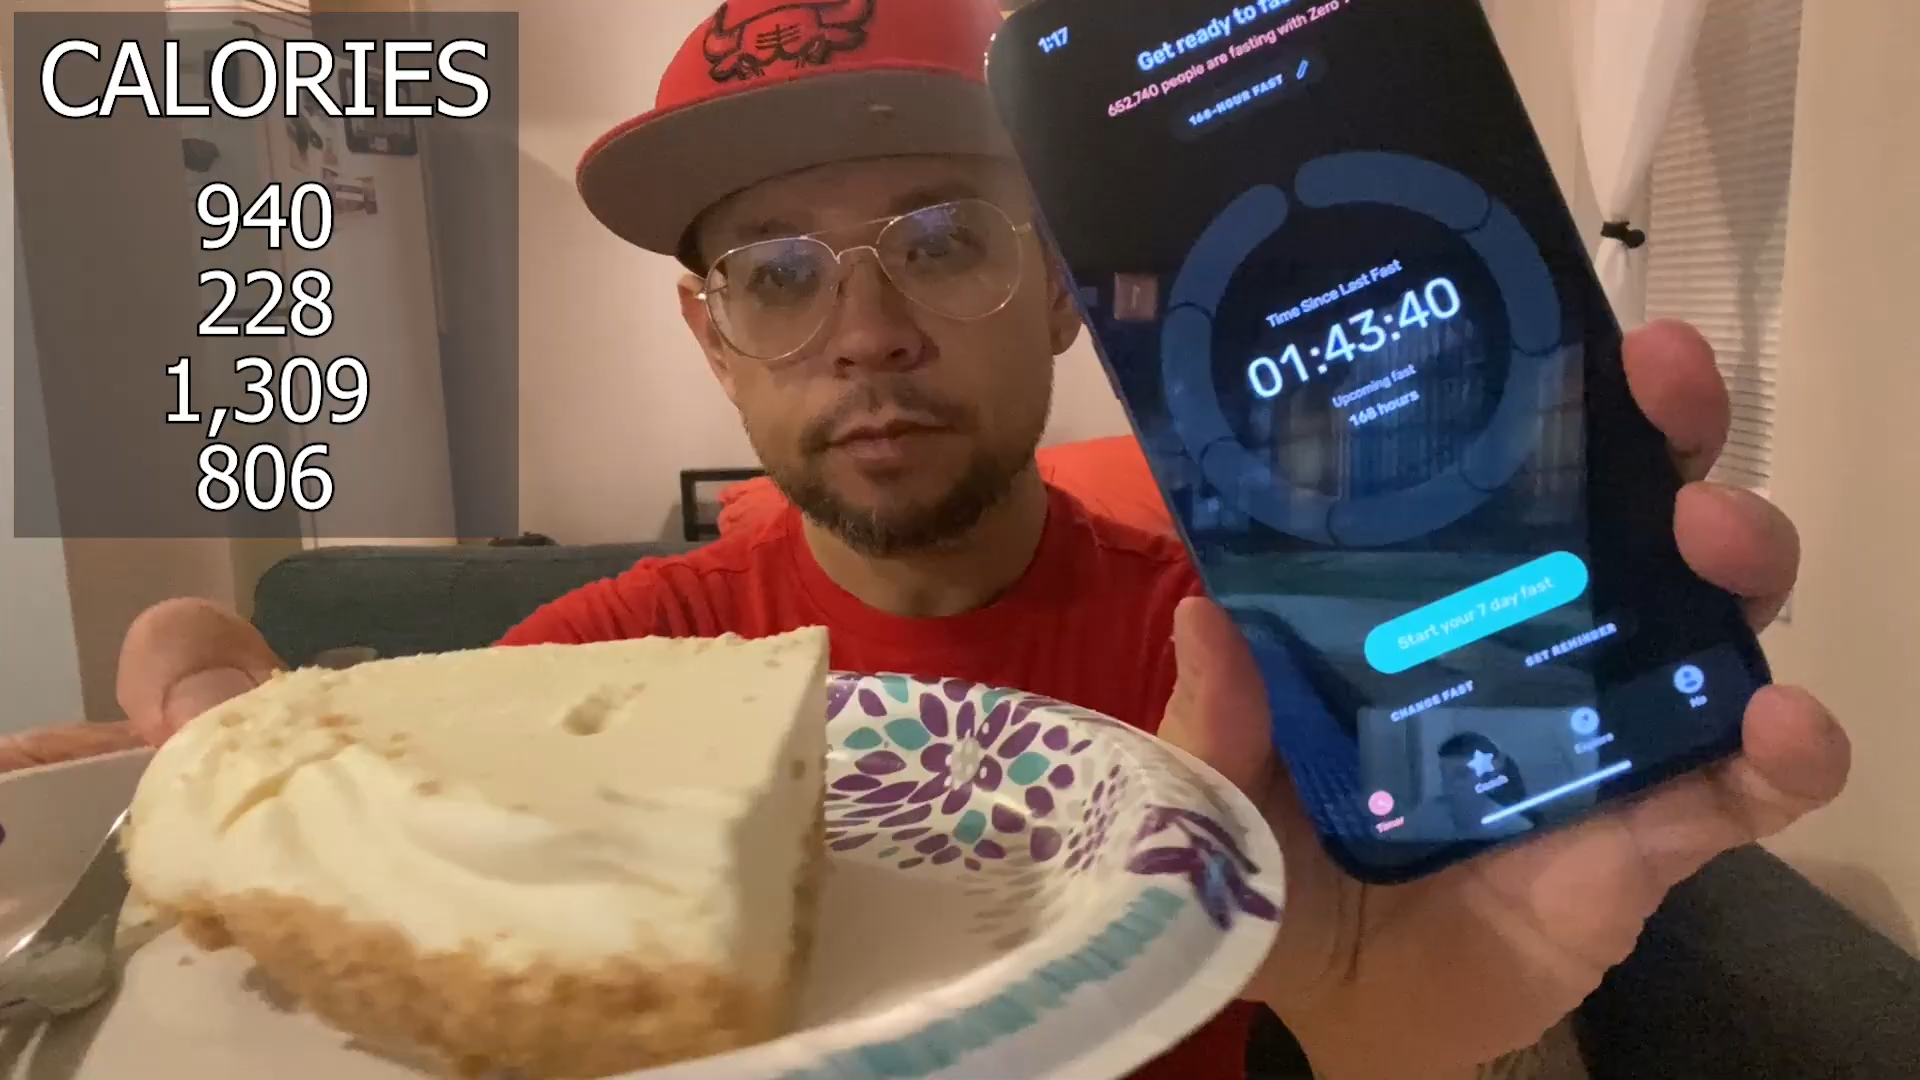 CALORIES
940
228
1,309
806
1:17
Get ready to fas
652,740 people are fasting with Zero
168-HOUR FAST
Time Since Last Fast
01:43:40
Upcoming fast
168 hours
Start your 7 day fast
CHANGE FAST
SET REMINDER
Timer
Coach
Explore
Me